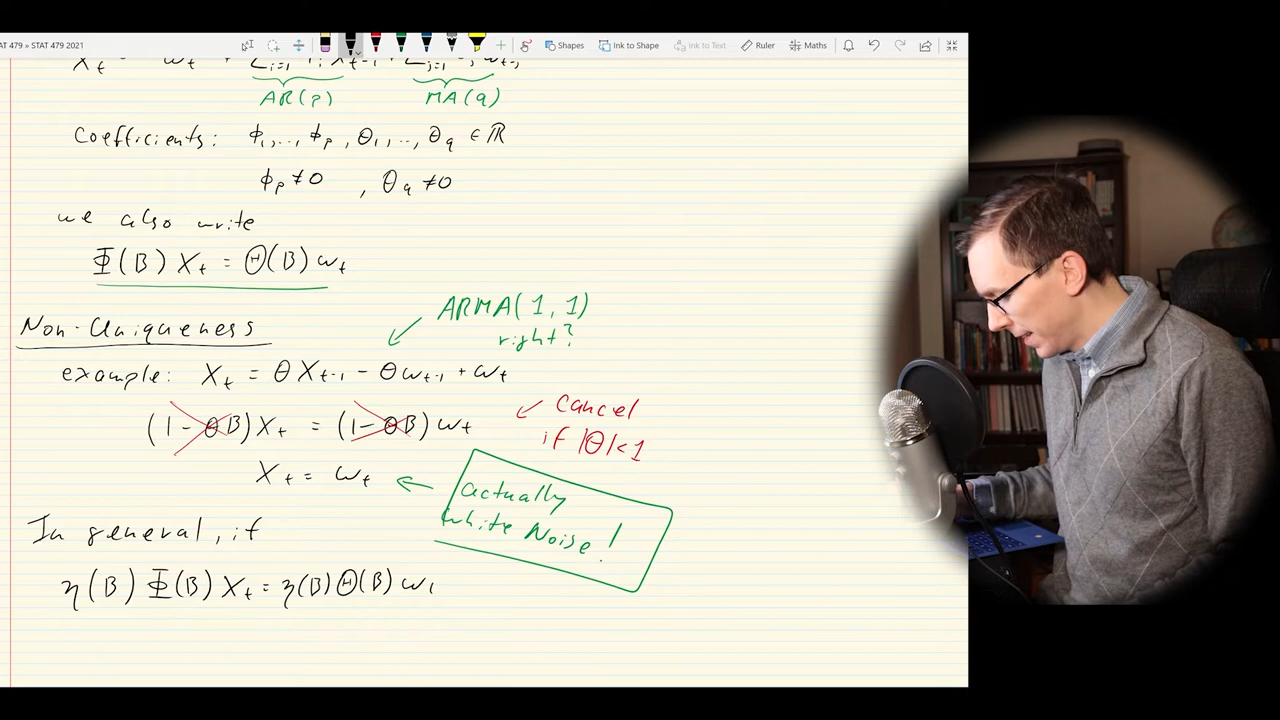 STAT 479 » STAT 479 2021
Shapes Ink to Shape Ink to Text Ruler Maths
AR(p) MA(q)
Coefficients: ϕ₁,..,ϕₚ, θ₁,..,θ_q ∈ ℝ
ϕₚ ≠ 0 , θ_q ≠ 0
we also write
Φ(B) Xₜ = Θ(B) wₜ
ARMA(1, 1)
right?
Non-Uniqueness
example: Xₜ = θ Xₜ₋₁ - θ wₜ₋₁ + wₜ
cancel
if |θ| < 1
(1 - θB) Xₜ = (1 - θB) wₜ
Xₜ = wₜ
actually
White Noise!
In general, if
η(B) Φ(B) Xₜ = η(B) Θ(B) w